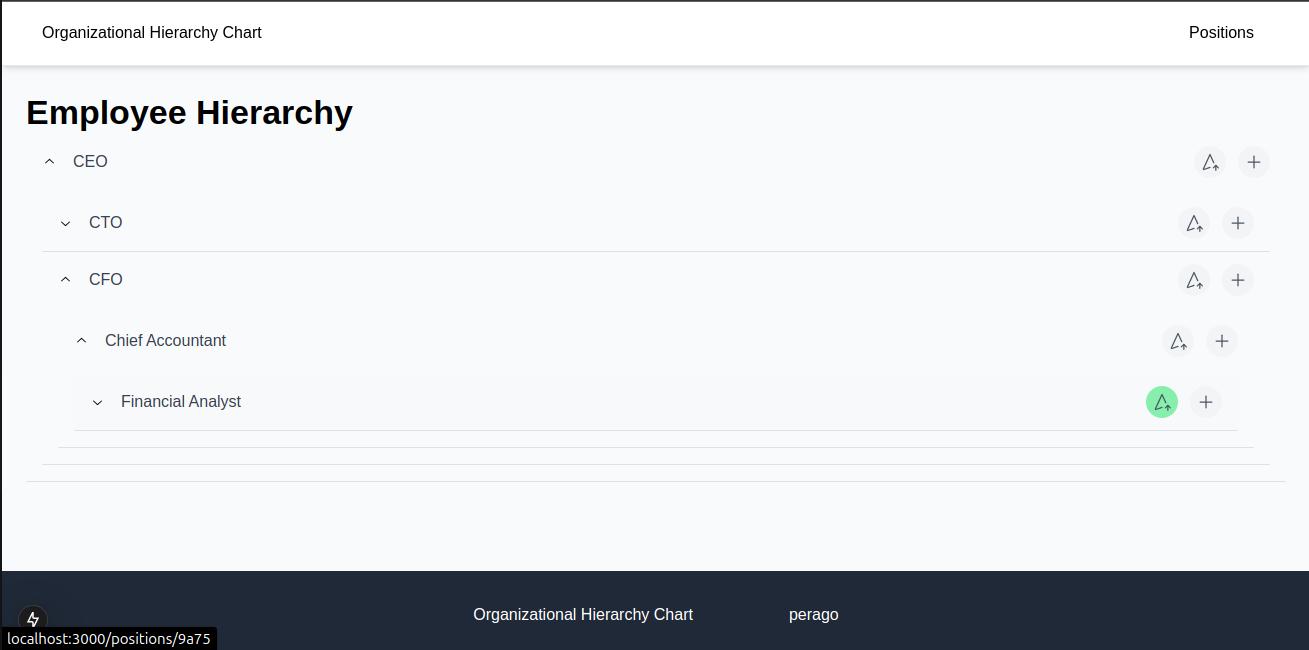 Organizational Hierarchy Chart Positions
Employee Hierarchy
CEO
CTO
CFO
Chief Accountant
Financial Analyst
Organizational Hierarchy Chart perago
localhost:3000/positions/9a75